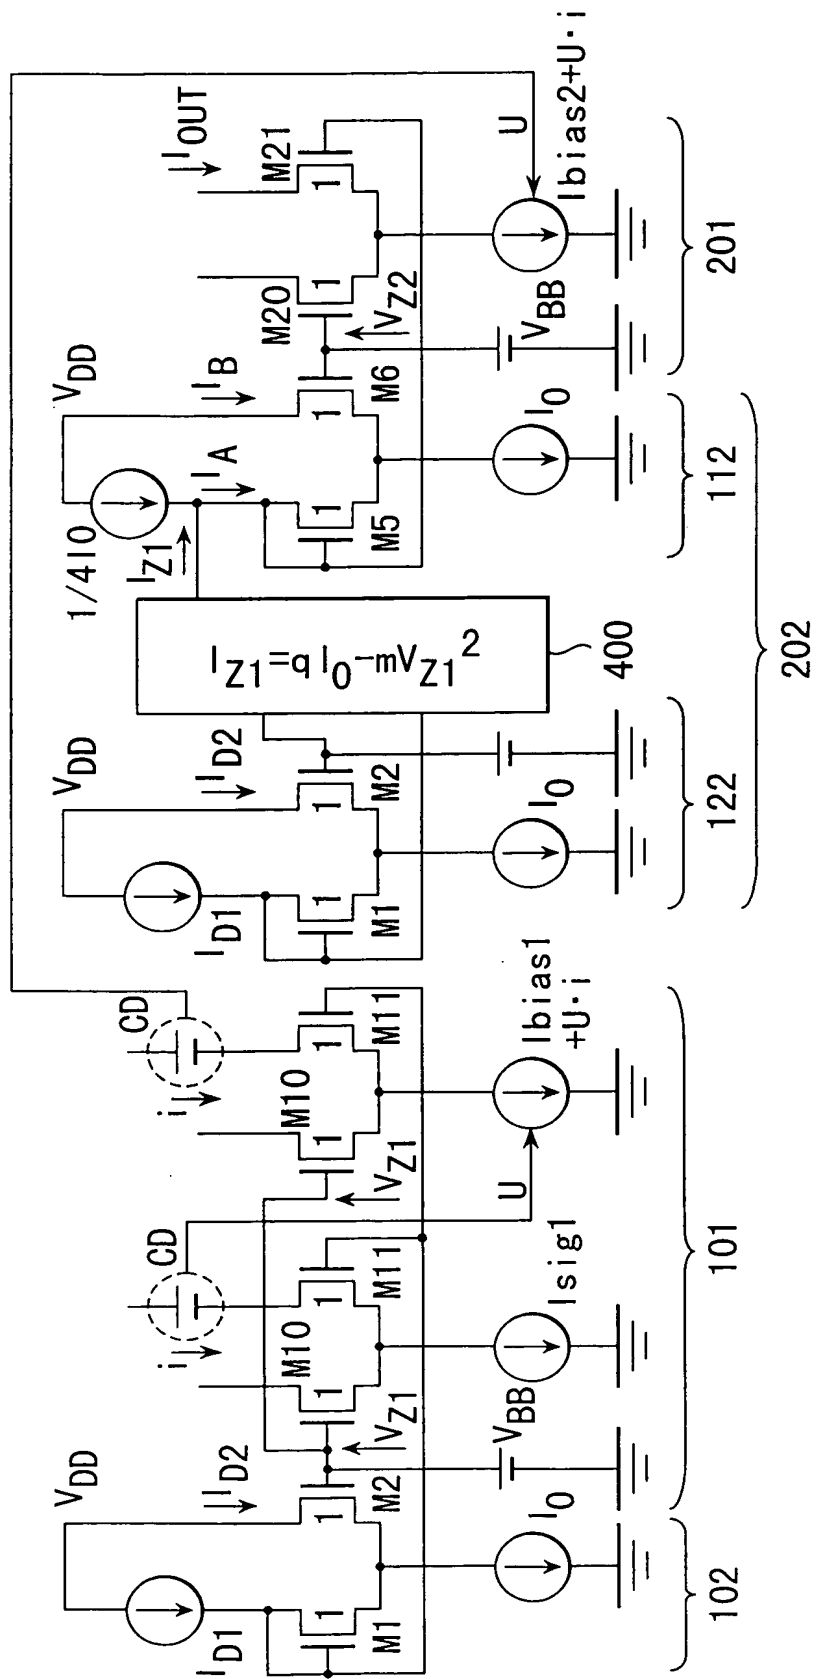 I_OUT
V_DD
1/4I0
I_A
I_B
I_Z1
M5
M6
M20
M21
1
1
1
1
V_Z2
V_BB
I_0
U
Ibias2+U·i
112
201
I_Z1=q I_0-mV_Z1^2
400
V_DD
I_D1
I_D2
M1
M2
1
1
I_0
122
202
CD
CD
i
i
V_DD
I_D1
I_D2
M1
M2
M10
M11
M10
M11
1
1
1
1
1
1
V_Z1
V_Z1
V_BB
I_0
Isig1
U
Ibias1
+U·i
102
101